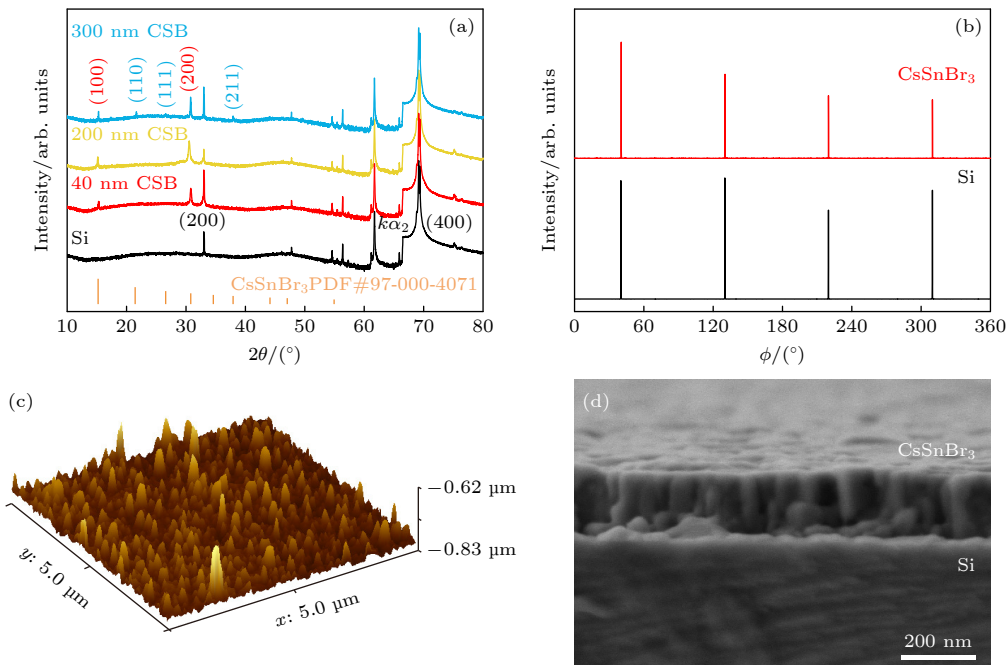 (a)
300 nm CSB
(100)
(110)
(111)
(200)
(211)
200 nm CSB
40 nm CSB
(200)
Si
kα₂
(400)
CsSnBr₃PDF#97-000-4071
Intensity/arb. units
10 20 30 40 50 60 70 80
2θ/(°)
(b)
CsSnBr₃
Si
Intensity/arb. units
0 60 120 180 240 300 360
ϕ/(°)
(c)
−0.62 μm
−0.83 μm
y: 5.0 μm
x: 5.0 μm
(d)
CsSnBr₃
Si
200 nm